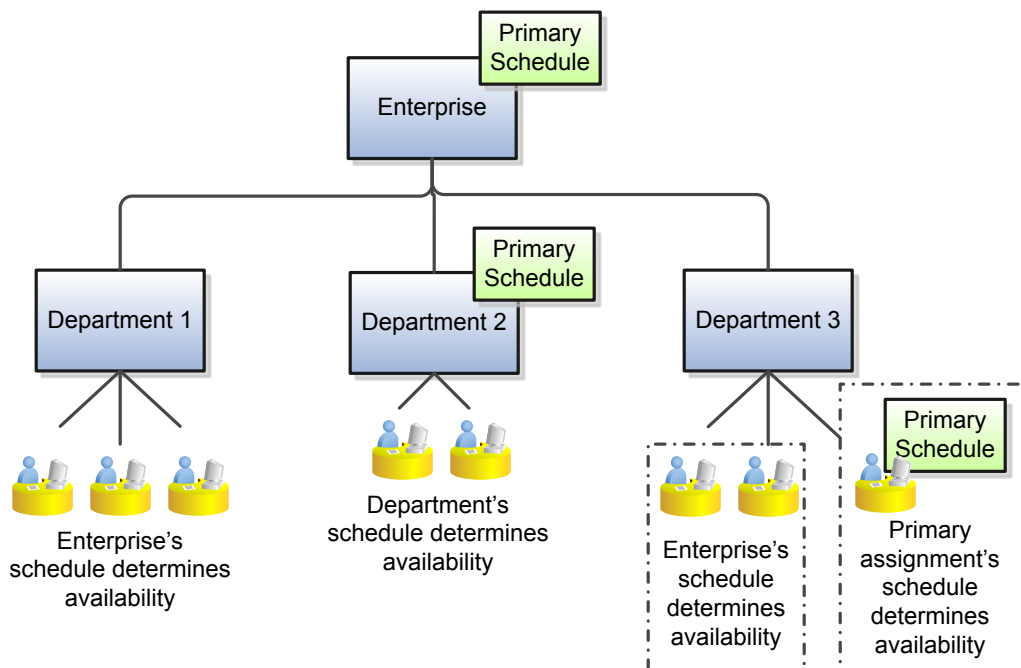 Primary
Schedule
Enterprise
Primary
Schedule
Department 1
Department 2
Department 3
Primary
Schedule
Enterprise’s
schedule determines
availability
Department’s
schedule determines
availability
Enterprise’s
schedule
determines
availability
Primary
assignment’s
schedule
determines
availability